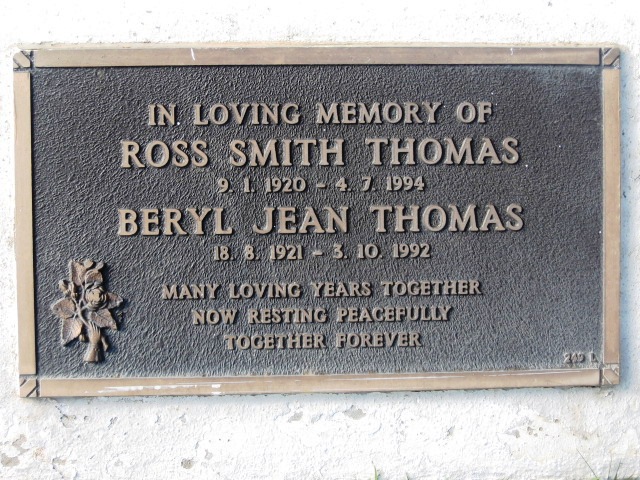 IN LOVING MEMORY OF
ROSS SMITH THOMAS
9. 1. 1920 - 4. 7. 1994
BERYL JEAN THOMAS
18. 8. 1921 - 3. 10. 1992
MANY LOVING YEARS TOGETHER
NOW RESTING PEACEFULLY
TOGETHER FOREVER